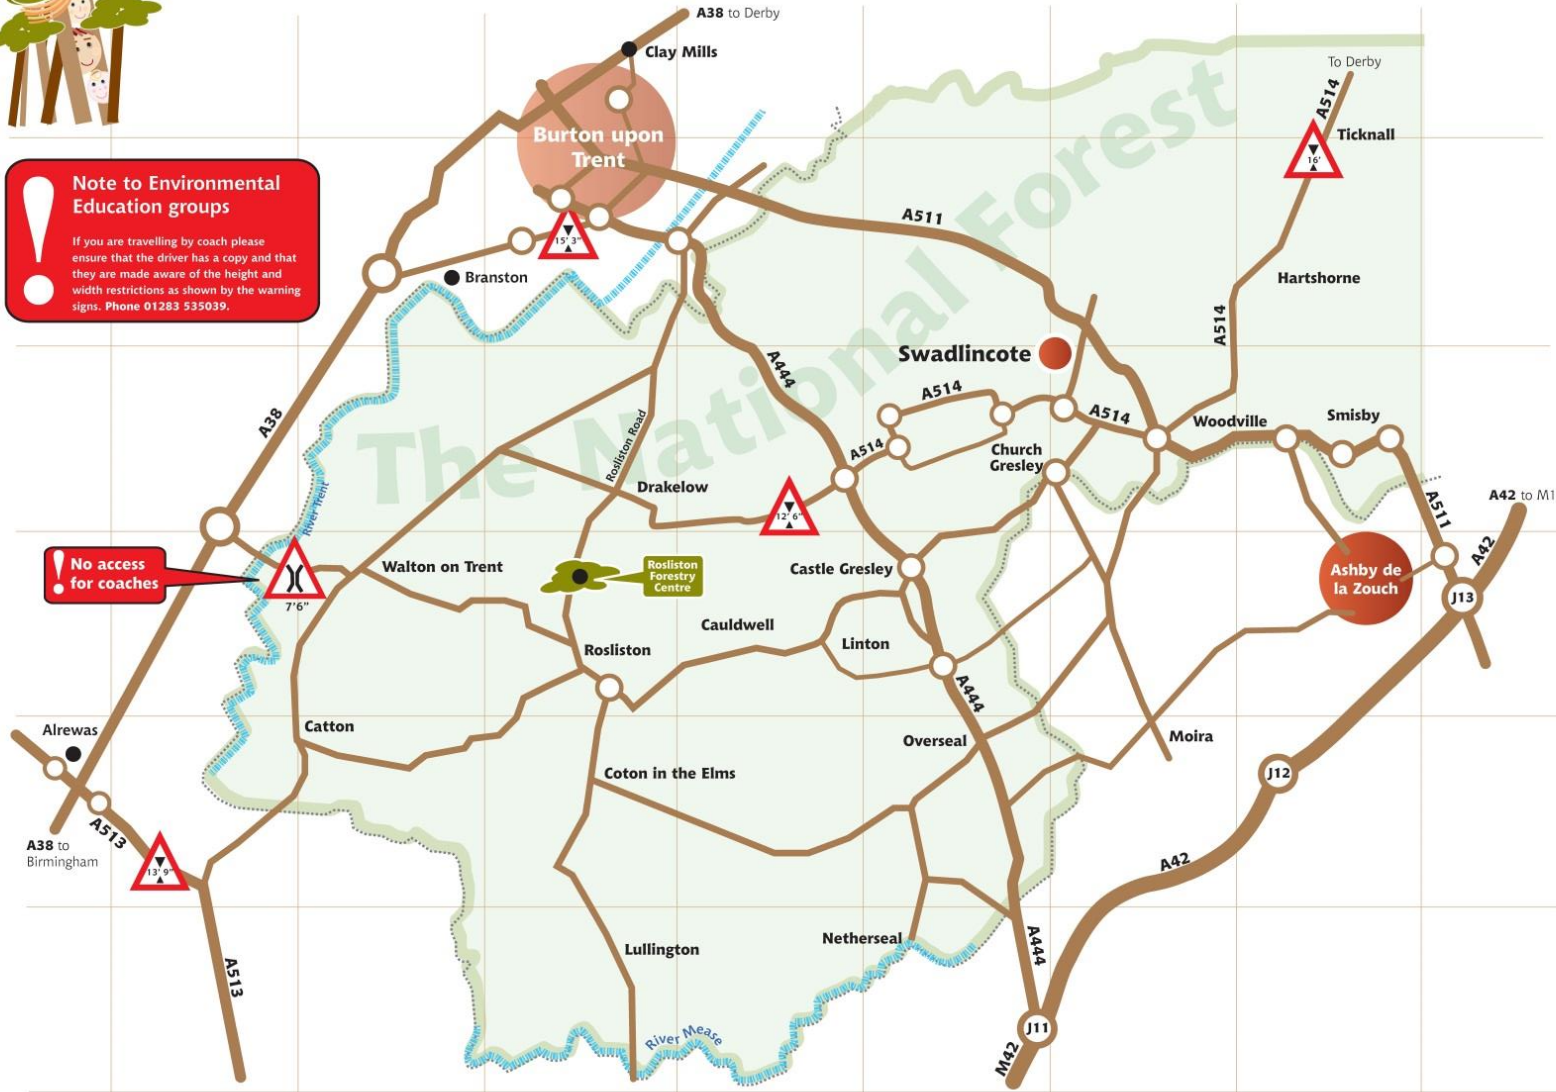 A38 to Derby
Clay Mills
Burton upon
Trent
To Derby
A514
Ticknall
16'
The National Forest
Note to Environmental
Education groups
If you are travelling by coach please
ensure that the driver has a copy and that
they are made aware of the height and
width restrictions as shown by the warning
signs. Phone 01283 535039.
!
A511
15' 3"
Branston
Hartshorne
A514
Swadlincote
A444
A514
A514
A38
Rosliston Road
Woodville
Smisby
A514
Church
Gresley
Drakelow
River Trent
12' 6"
A511
A42 to M1
A42
! No access
for coaches
7'6"
Walton on Trent
Rosliston
Forestry
Centre
Castle Gresley
Ashby de
la Zouch
J13
Cauldwell
Linton
Rosliston
A444
Alrewas
Catton
Overseal
Moira
Coton in the Elms
J12
A513
A38 to
Birmingham
13' 9"
A42
Lullington
Netherseal
A444
A513
River Mease
J11
M42